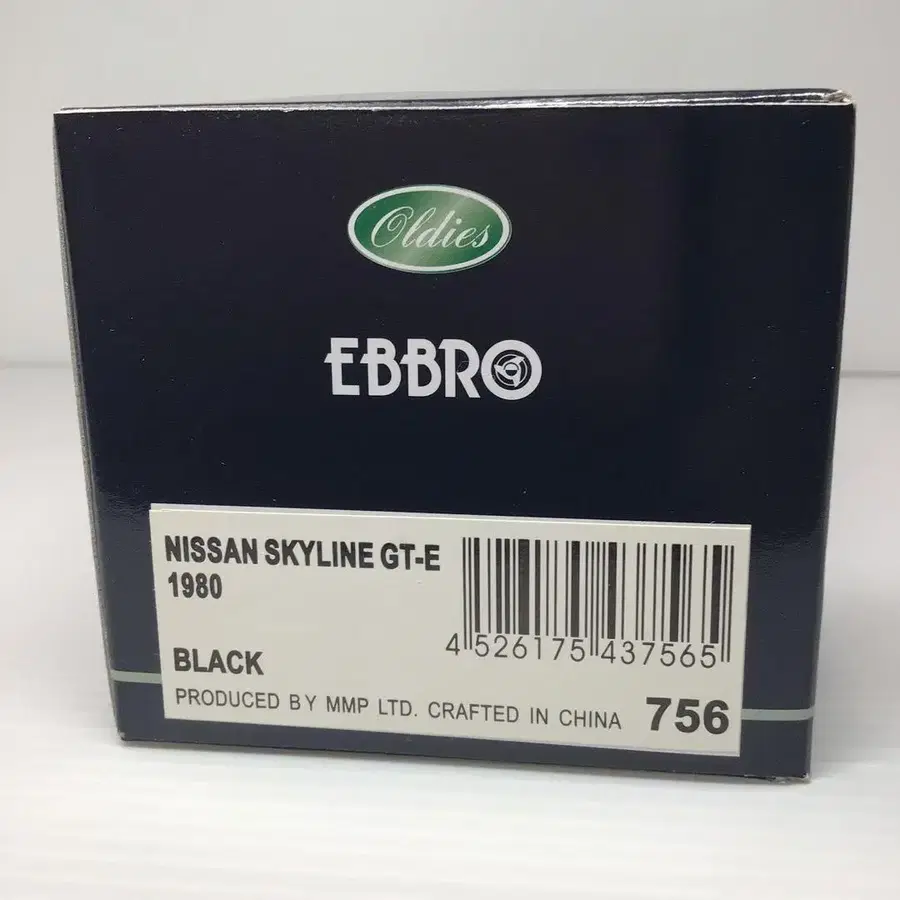 Oldies
EBBRO
NISSAN SKYLINE GT-E
1980
4 526175 437565
BLACK
PRODUCED BY MMP LTD. CRAFTED IN CHINA 756